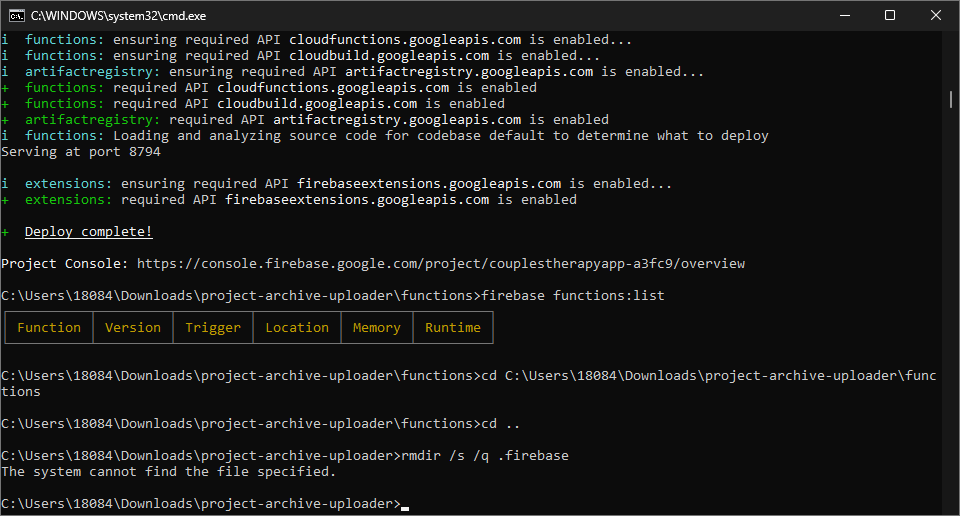 C:\WINDOWS\system32\cmd.exe
i  functions: ensuring required API cloudfunctions.googleapis.com is enabled...
i  functions: ensuring required API cloudbuild.googleapis.com is enabled...
i  artifactregistry: ensuring required API artifactregistry.googleapis.com is enabled...
+  functions: required API cloudfunctions.googleapis.com is enabled
+  functions: required API cloudbuild.googleapis.com is enabled
+  artifactregistry: required API artifactregistry.googleapis.com is enabled
i  functions: Loading and analyzing source code for codebase default to determine what to deploy
Serving at port 8794
i  extensions: ensuring required API firebaseextensions.googleapis.com is enabled...
+  extensions: required API firebaseextensions.googleapis.com is enabled
+  Deploy complete!
Project Console: https://console.firebase.google.com/project/couplestherapyapp-a3fc9/overview
C:\Users\18084\Downloads\project-archive-uploader\functions>firebase functions:list
Function Version Trigger Location Memory Runtime
C:\Users\18084\Downloads\project-archive-uploader\functions>cd C:\Users\18084\Downloads\project-archive-uploader\func
tions
C:\Users\18084\Downloads\project-archive-uploader\functions>cd ..
C:\Users\18084\Downloads\project-archive-uploader>rmdir /s /q .firebase
The system cannot find the file specified.
C:\Users\18084\Downloads\project-archive-uploader>